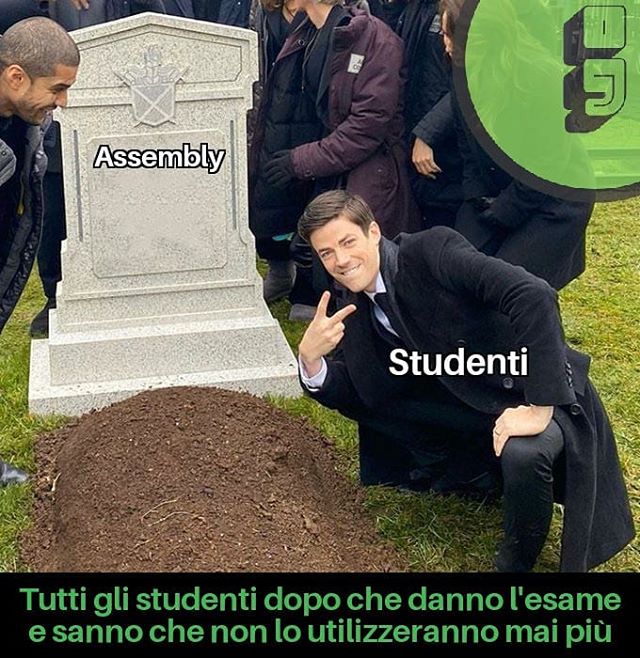 Assembly
Studenti
Tutti gli studenti dopo che danno l'esame
e sanno che non lo utilizzeranno mai più